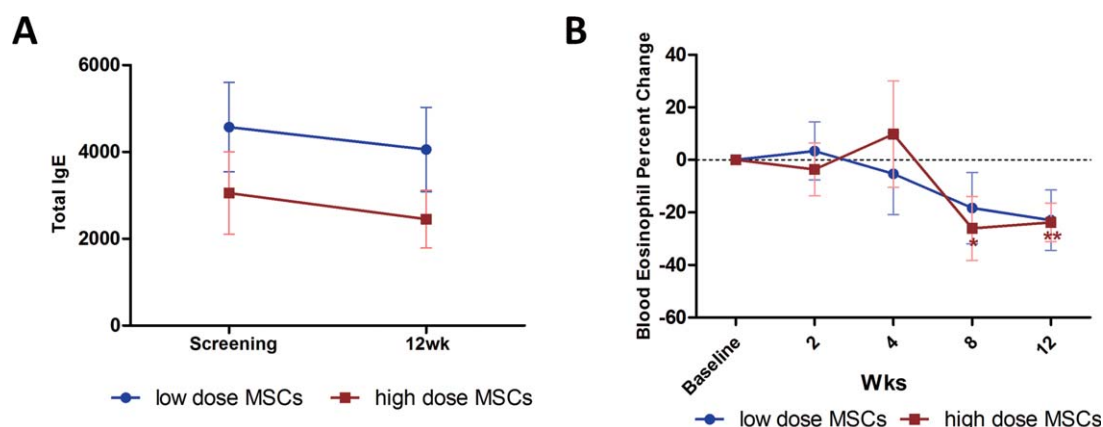 A
Total IgE
6000
4000
2000
0
Screening 12wk
low dose MSCs high dose MSCs
B
Blood Eosinophil Percent Change
40
20
0
-20
-40
-60
* **
Baseline 2 4 8 12
Wks
low dose MSCs high dose MSCs